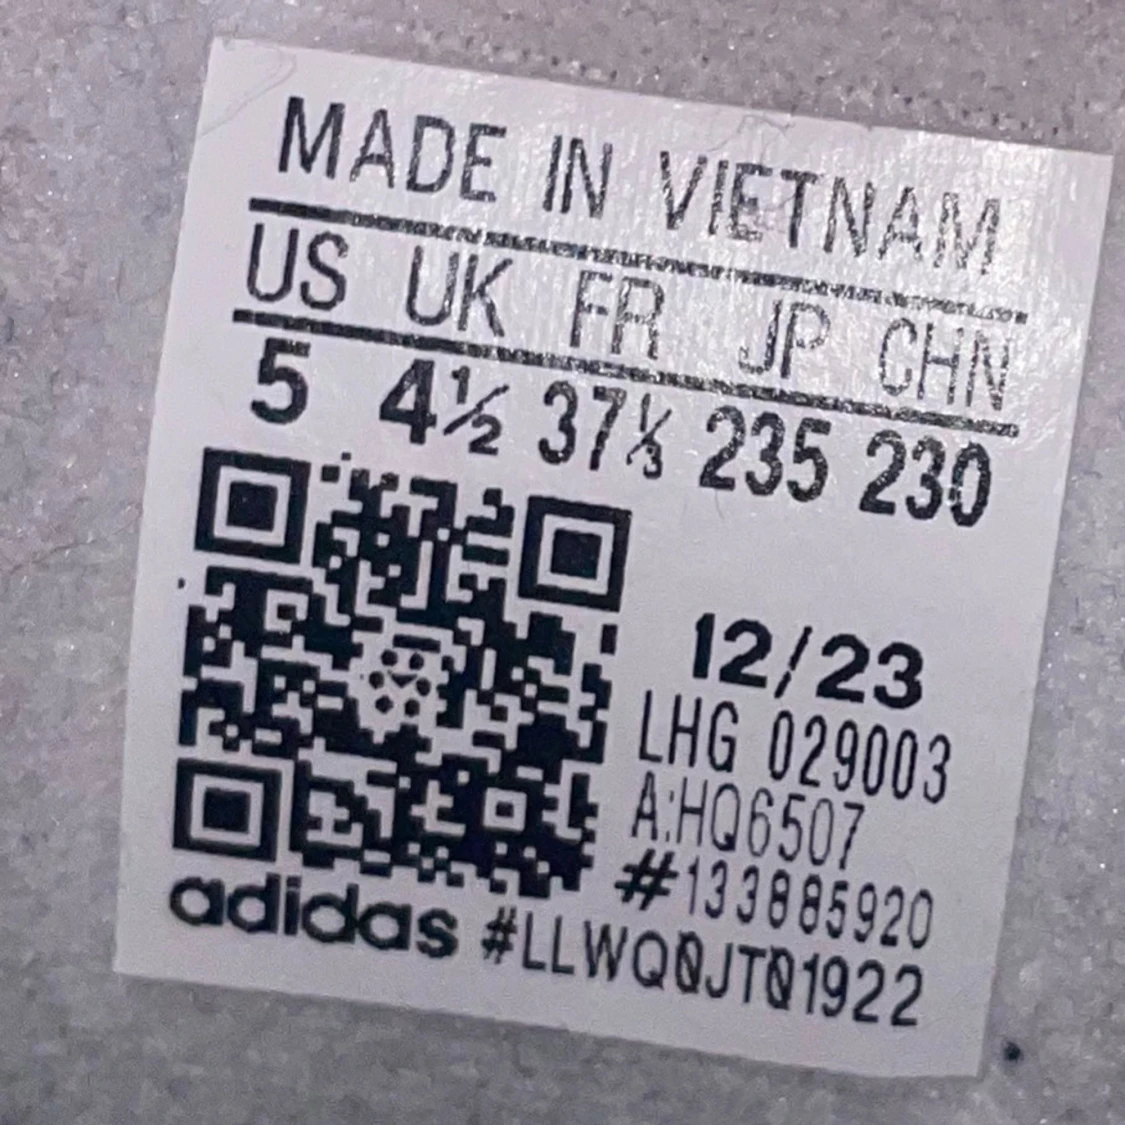 MADE IN VIETNAM
US UK FR JP CHN
5 4½ 37⅓ 235 230
12/23
LHG 029003
A:HQ6507
#133885920
adidas #LLWQ0JT01922